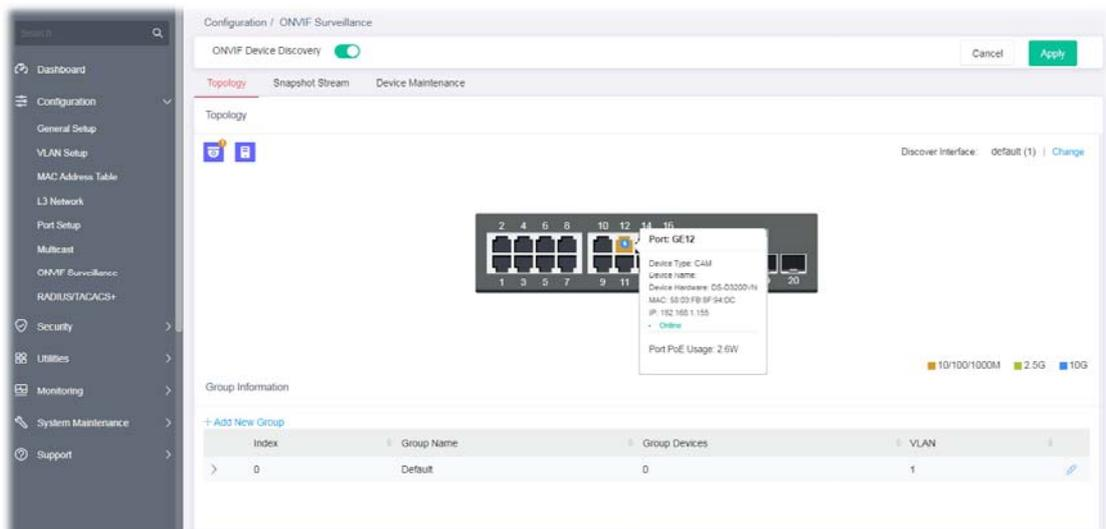 Search
Dashboard
Configuration
General Setup
VLAN Setup
MAC Address Table
L3 Network
Port Setup
Multicast
ONVIF Surveillance
RADIUS/TACACS+
Security
Utilities
Monitoring
System Maintenance
Support
Configuration / ONVIF Surveillance
ONVIF Device Discovery
Cancel
Apply
Topology Snapshot Stream Device Maintenance
Topology
Discover Interface: default (1) | Change
2 4 6 8 10 12 14 16
1 3 5 7 9 11 20
Port: GE12
Device Type: CAM
Device Name:
Device Hardware: DS-D3200VN
MAC: 58:03:FB:8F:94:DC
IP: 192.168.1.155
Online
Port PoE Usage: 2.6W
10/100/1000M 2.5G 10G
Group Information
+ Add New Group
Index Group Name Group Devices VLAN
0 Default 0 1